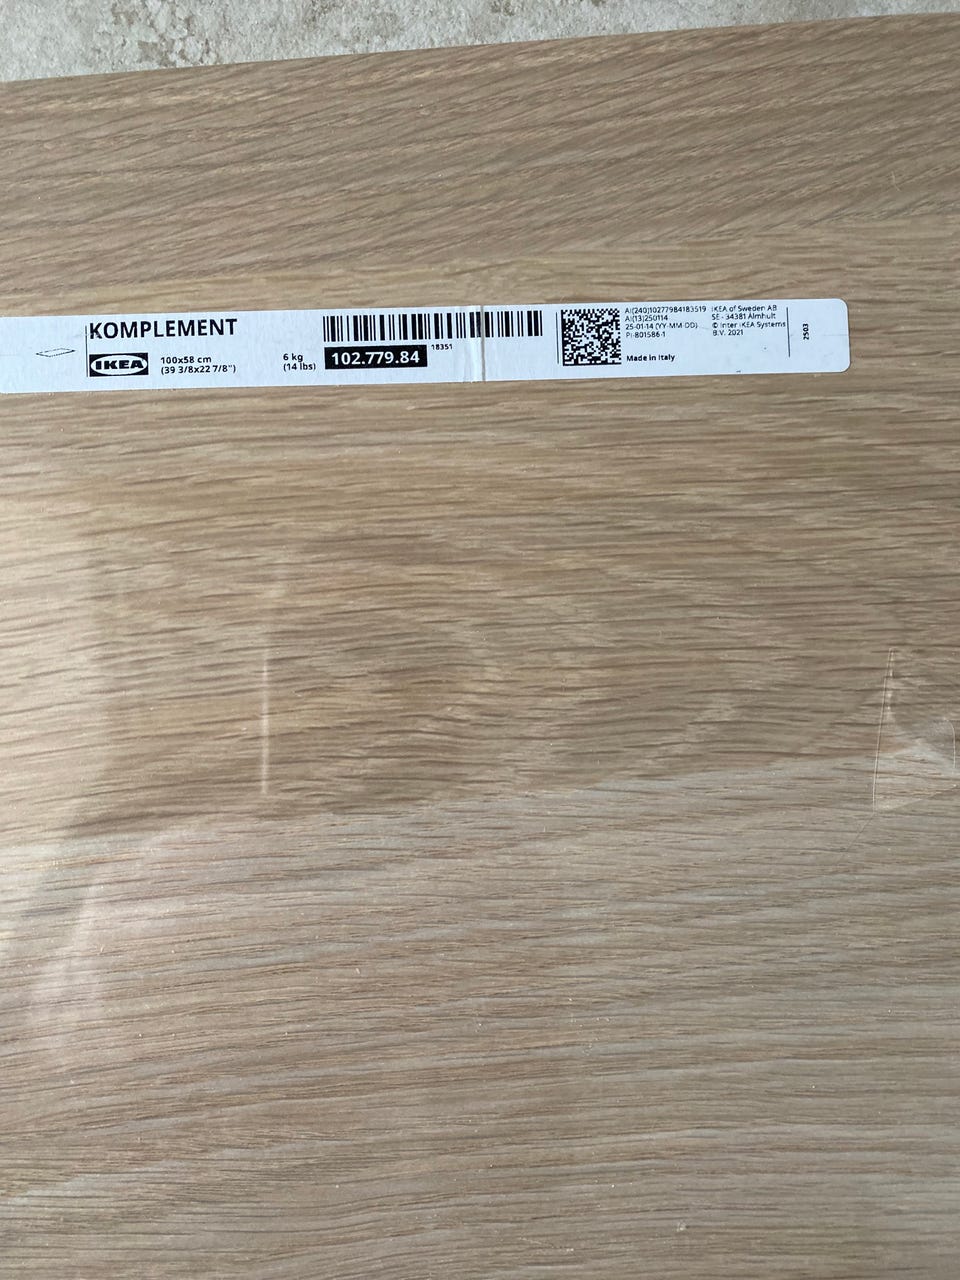 KOMPLEMENT
IKEA
100x58 cm
(39 3/8x22 7/8")
6 kg
(14 lbs)
102.779.84
18351
AI(240)10277984183519
AI(13)250114
25-01-14 (YY-MM-DD)
PI-801586-1
Made in Italy
IKEA of Sweden AB
SE - 34381 Älmhult
© Inter IKEA Systems
B.V. 2021
2503